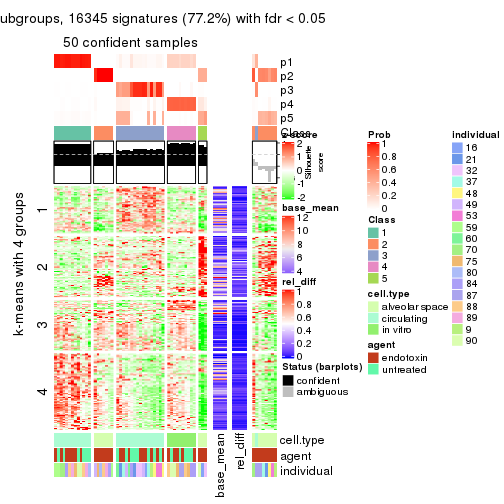 ubgroups, 16345 signatures (77.2%) with fdr < 0.05
50 confident samples
p1
p2
p3
p4
p5
Class
Silhouette
score
k-means with 4 groups
1
2
3
4
cell.type
agent
individual
base_mean
rel_diff
z-score
2
1
0
-1
-2
base_mean
12
10
8
6
4
rel_diff
1
0.8
0.6
0.4
0.2
0
Status (barplots)
confident
ambiguous
Prob
1
0.8
0.6
0.4
0.2
0
Class
1
2
3
4
5
cell.type
alveolar space
circulating
in vitro
agent
endotoxin
untreated
individual
16
21
32
37
48
49
53
59
60
70
75
80
84
87
88
89
9
90